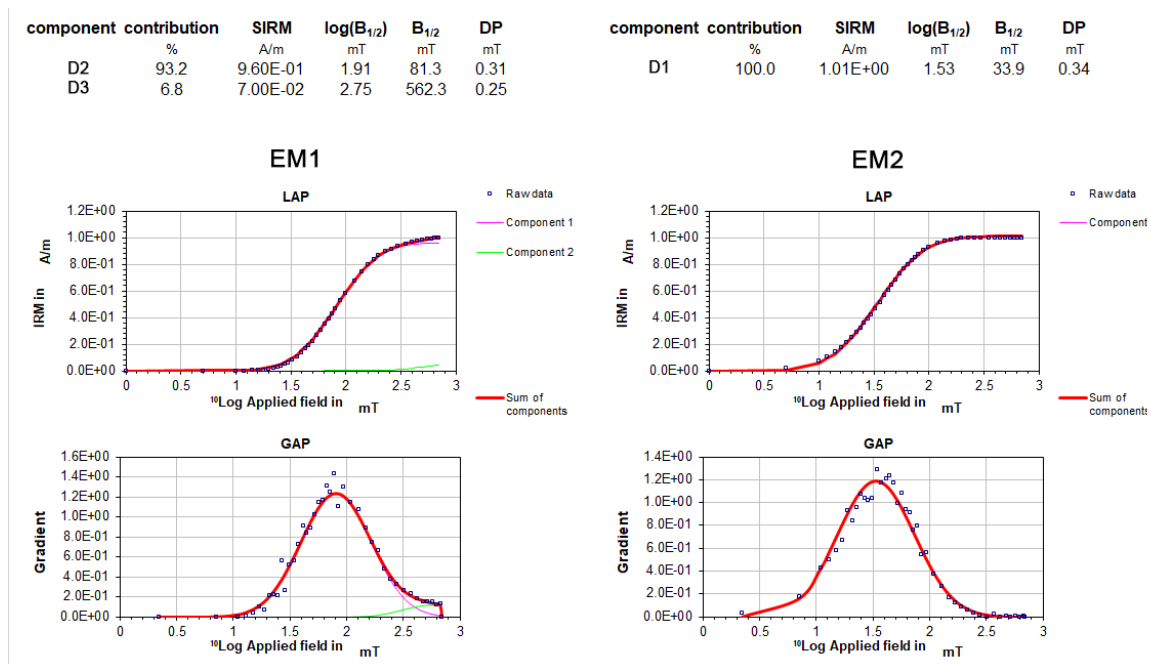 component contribution SIRM log(B1/2) B1/2 DP
% A/m mT mT
D2 93.2 9.60E-01 1.91 81.3 0.31
D3 6.8 7.00E-02 2.75 562.3 0.25
component contribution SIRM log(B1/2) B1/2 DP
% A/m mT mT
D1 100.0 1.01E+00 1.53 33.9 0.34
EM1
LAP
1.2E+00
1.0E+00
8.0E-01
6.0E-01
4.0E-01
2.0E-01
0.0E+00
IRM in A/m
0 0.5 1 1.5 2 2.5 3
10Log Applied field in mT
Raw data
Component 1
Component 2
Sum of components
GAP
1.6E+00
1.4E+00
1.2E+00
1.0E+00
8.0E-01
6.0E-01
4.0E-01
2.0E-01
0.0E+00
Gradient
0 0.5 1 1.5 2 2.5 3
10Log Applied field in mT
EM2
LAP
1.2E+00
1.0E+00
8.0E-01
6.0E-01
4.0E-01
2.0E-01
0.0E+00
IRM in A/m
0 0.5 1 1.5 2 2.5 3
10Log Applied field in mT
Raw data
Component
Sum of components
GAP
1.4E+00
1.2E+00
1.0E+00
8.0E-01
6.0E-01
4.0E-01
2.0E-01
0.0E+00
Gradient
0 0.5 1 1.5 2 2.5 3
10Log Applied field in mT